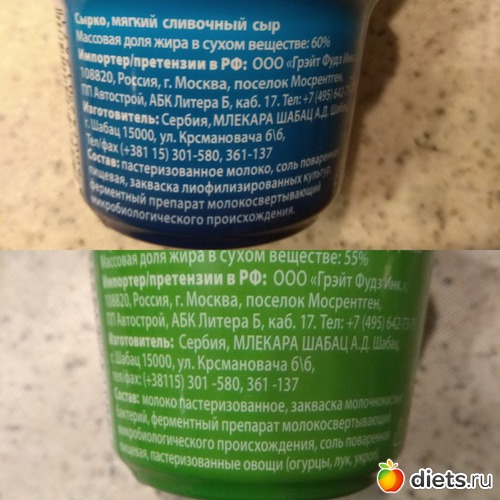 Сырко, мягкий сливочный сыр
Массовая доля жира в сухом веществе: 60%
Импортер/претензии в РФ: ООО «Грэйт Фудз Инк.»,
108820, Россия, г. Москва, поселок Мосрентген,
ПП Автострой, АБК Литера Б, каб. 17. Тел: +7 (495) 642-
Изготовитель: Сербия, МЛЕКАРА ШАБАЦ А.Д. Шабац,
г. Шабац 15000, ул. Крсмановача б\б,
Тел/фах (+381 15) 301-580, 361-137
Состав: пастеризованное молоко, соль поваренная
пищевая, закваска лиофилизированных культур,
ферментный препарат молокосвертывающий
микробиологического происхождения.
Массовая доля жира в сухом веществе: 55%
Импортер/претензии в РФ: ООО «Грэйт Фудз Инк.»,
108820, Россия, г. Москва, поселок Мосрентген,
ПП Автострой, АБК Литера Б, каб. 17. Тел: +7 (495) 642-73-
Изготовитель: Сербия, МЛЕКАРА ШАБАЦ А.Д. Шабац,
г. Шабац 15000, ул. Крсмановача б\б,
тел/фах: (+38115) 301 -580, 361 -137
Состав: молоко пастеризованное, закваска молочнокислых
бактерий, ферментный препарат молокосвертывающий
микробиологического происхождения, соль поваренная
пищевая, пастеризованные овощи (огурцы, лук, укроп,
diets.ru